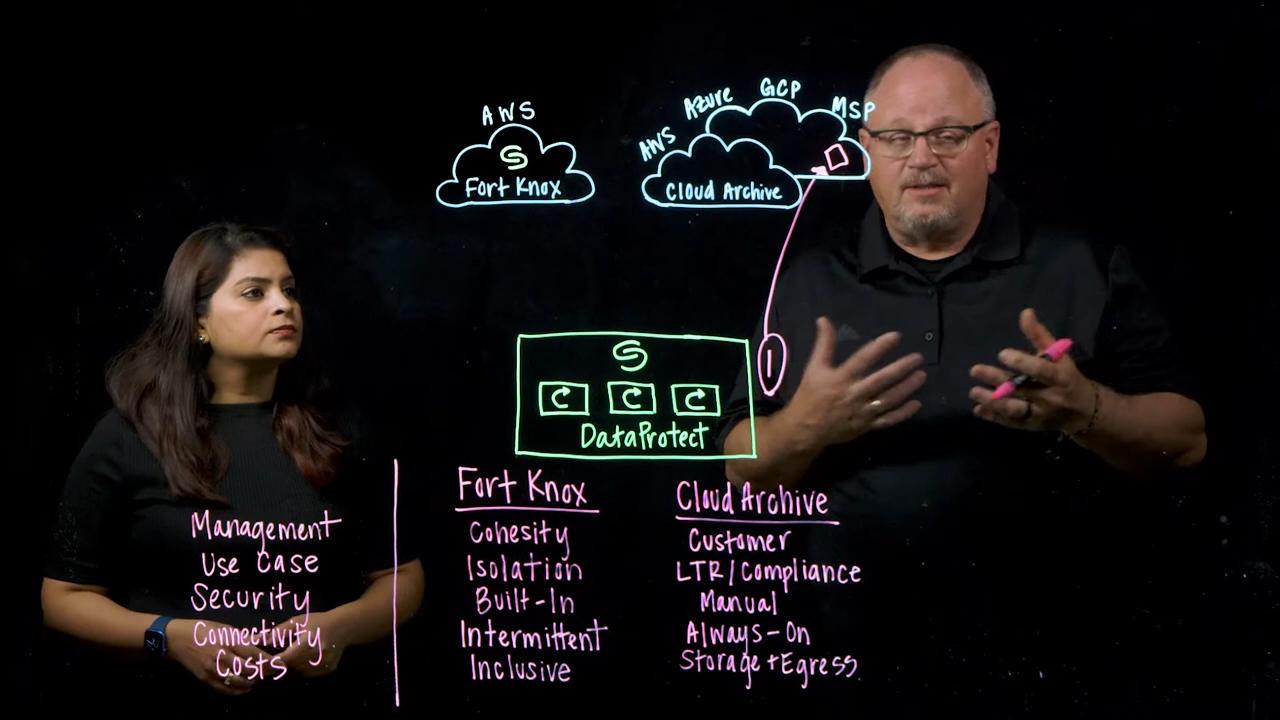 AWS
Fort Knox
AWS
Azure
GCP
MSP
Cloud Archive
1
DataProtect
Fort Knox Cloud Archive
Management Cohesity Customer
Use Case Isolation LTR/Compliance
Security Built-In Manual
Connectivity Intermittent Always-On
Costs Inclusive Storage+Egress